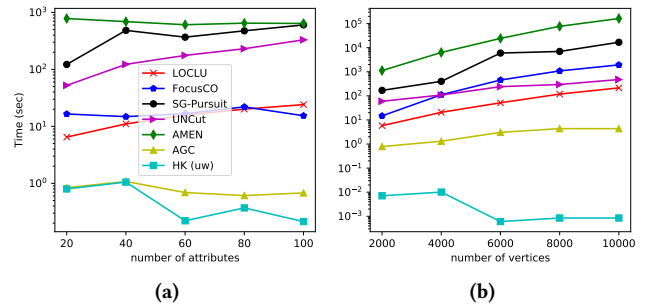 10³
10²
10¹
10⁰
Time (sec)
LOCLU
FocusCO
SG-Pursuit
UNCut
AMEN
AGC
HK (uw)
20
40
60
80
100
number of attributes
(a)
10⁵
10⁴
10³
10²
10¹
10⁰
10⁻¹
10⁻²
10⁻³
2000
4000
6000
8000
10000
number of vertices
(b)